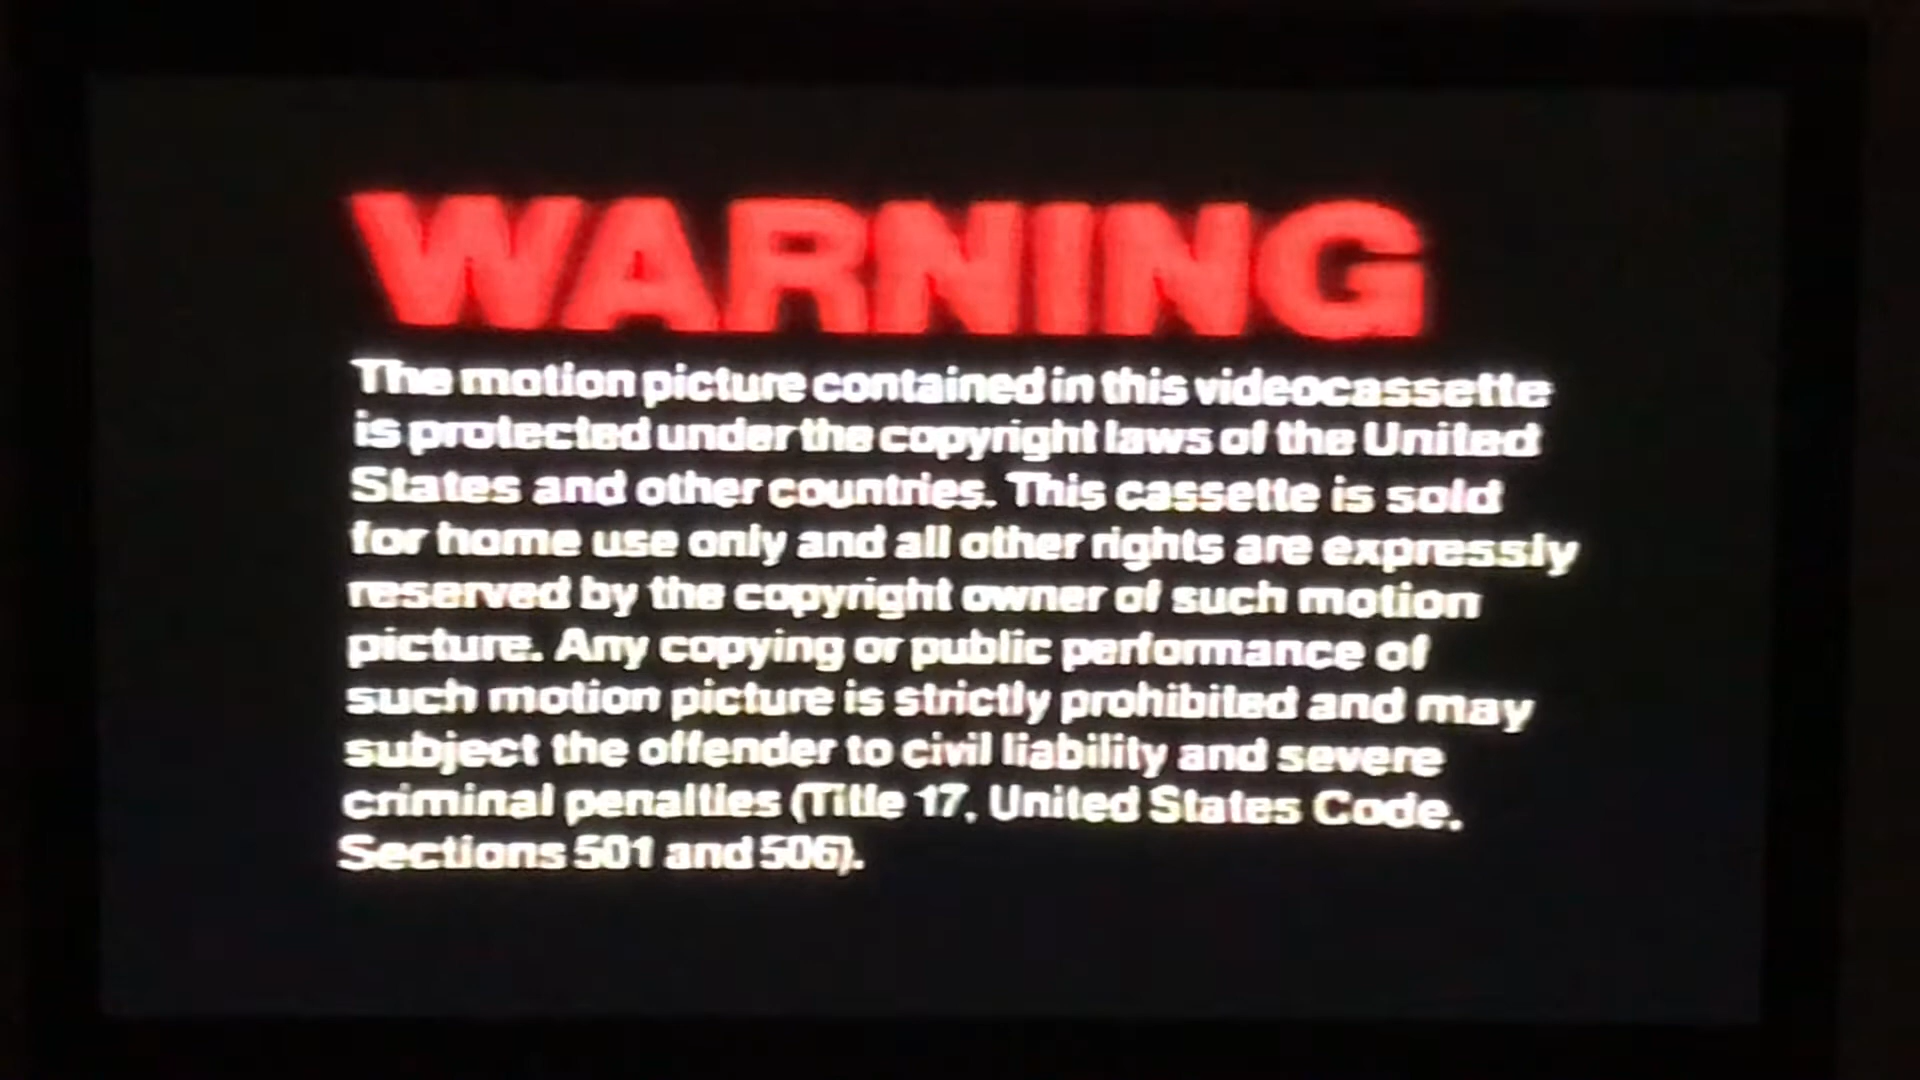 WARNING
The motion picture contained in this videocassette
is protected under the copyright laws of the United
States and other countries. This cassette is sold
for home use only and all other rights are expressly
reserved by the copyright owner of such motion
picture. Any copying or public performance of
such motion picture is strictly prohibited and may
subject the offender to civil liability and severe
criminal penalties (Title 17, United States Code,
Sections 501 and 506).